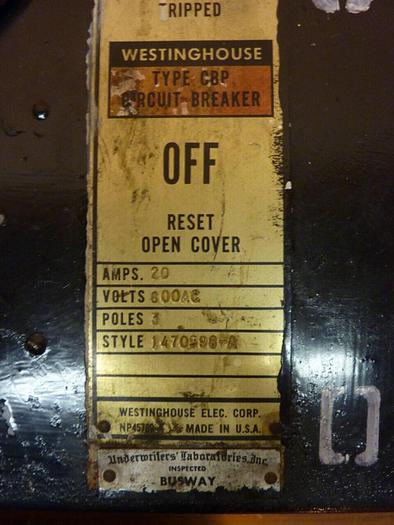 TRIPPED
WESTINGHOUSE
TYPE CBP
CIRCUIT-BREAKER
OFF
RESET
OPEN COVER
AMPS. 20
VOLTS 600AC
POLES 3
STYLE
WESTINGHOUSE ELEC. CORP.
MADE IN U.S.A.
Underwriters' Laboratories, Inc.
INSPECTED
BUSWAY